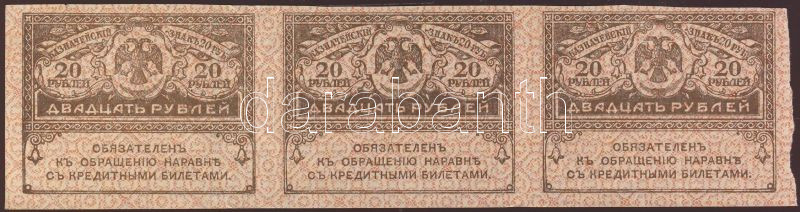 КАЗНАЧЕЙСКІЙ ЗНАКЪ 20 РУБ. КАЗНАЧЕЙСКІЙ ЗНАКЪ 20 РУБ. КАЗНАЧЕЙСКІЙ ЗНАКЪ 20 РУБ.
20 РУБЛЕЙ 20 РУБЛЕЙ 20 РУБЛЕЙ 20 РУБЛЕЙ 20 РУБЛЕЙ 20 РУБЛЕЙ
ДВАДЦАТЬ РУБЛЕЙ ДВАДЦАТЬ РУБЛЕЙ ДВАДЦАТЬ РУБЛЕЙ
darabanth
ОБЯЗАТЕЛЕНЪ ОБЯЗАТЕЛЕНЪ ОБЯЗАТЕЛЕНЪ
КЪ ОБРАЩЕНІЮ НАРАВНѢ КЪ ОБРАЩЕНІЮ НАРАВНѢ КЪ ОБРАЩЕНІЮ НАРАВНѢ
СЪ КРЕДИТНЫМИ БИЛЕТАМИ. СЪ КРЕДИТНЫМИ БИЛЕТАМИ. СЪ КРЕДИТНЫМИ БИЛЕТАМИ.